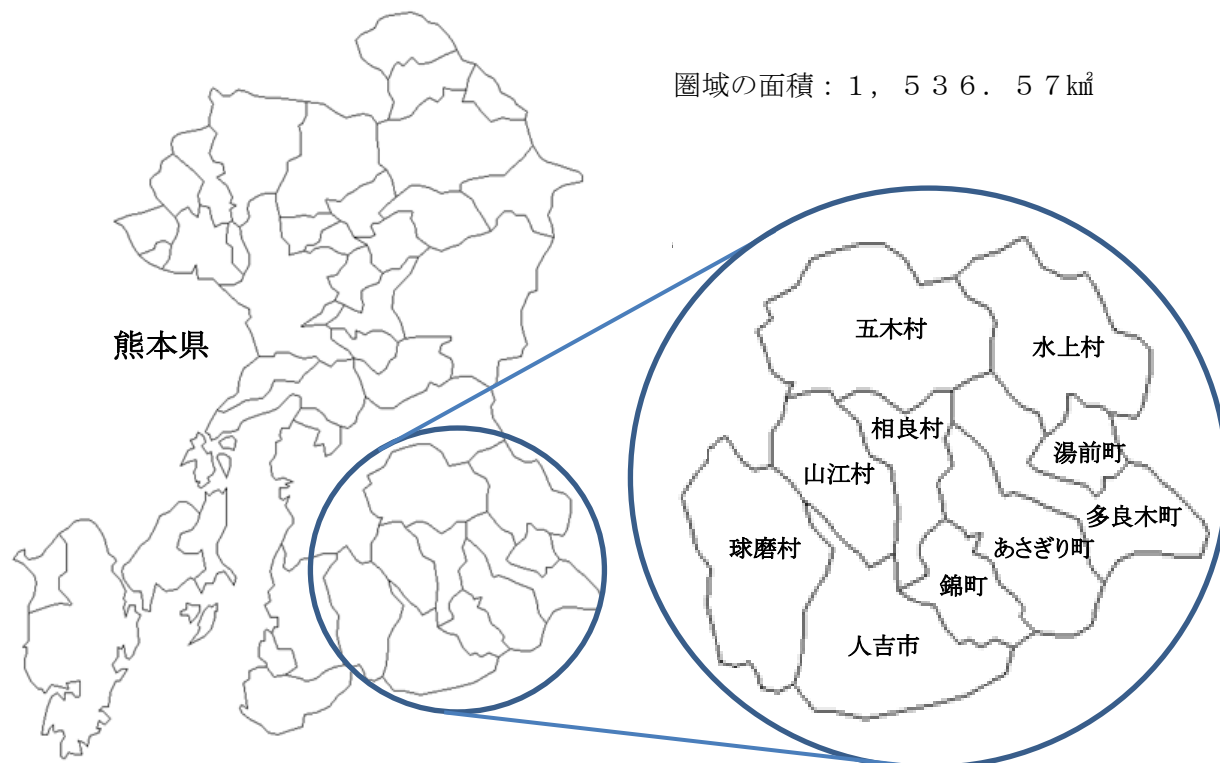 圏域の面積：１，５３６．５７㎢
熊本県
五木村
水上村
相良村
湯前町
山江村
多良木町
球磨村
あさぎり町
錦町
人吉市